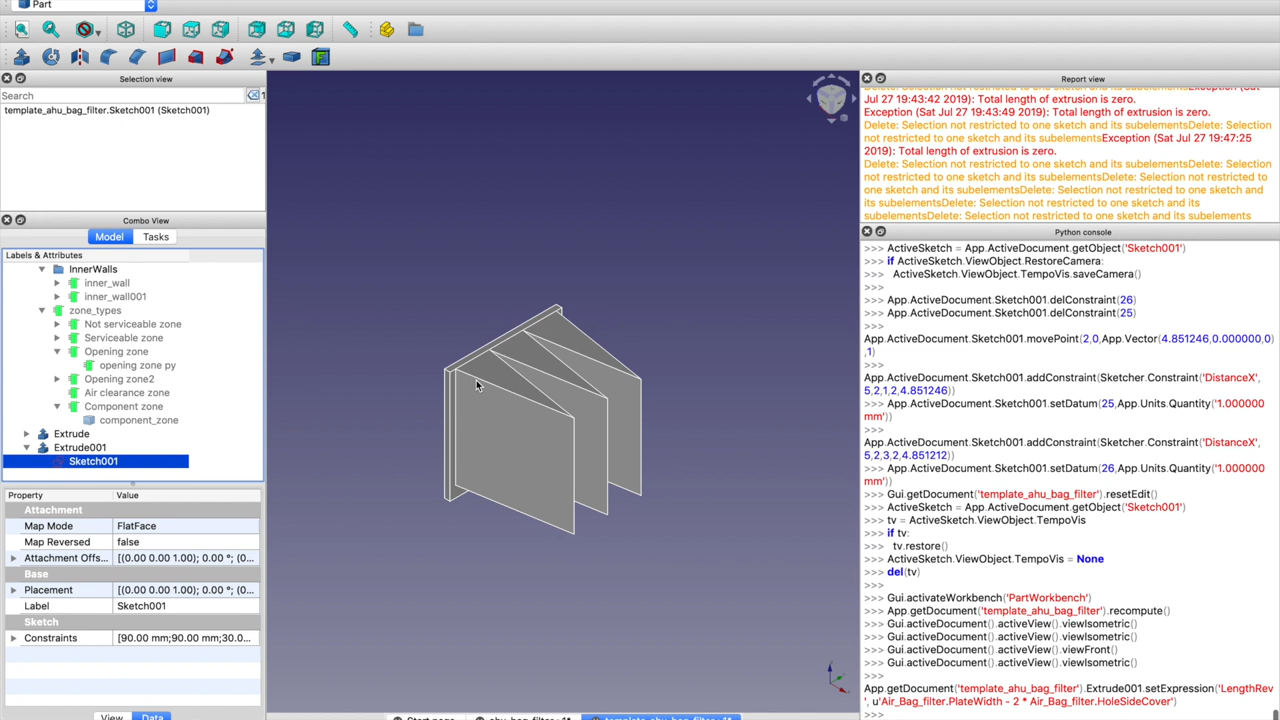 Part
Selection view
Search
1
template_ahu_bag_filter.Sketch001 (Sketch001)
Combo View
Model
Tasks
Labels & Attributes
InnerWalls
inner_wall
inner_wall001
zone_types
Not serviceable zone
Serviceable zone
Opening zone
opening zone py
Opening zone2
Air clearance zone
Component zone
component_zone
Extrude
Extrude001
Sketch001
Property Value
Attachment
Map Mode FlatFace
Map Reversed false
Attachment Offs... [(0.00 0.00 1.00); 0.00 °; (0...
Base
Placement [(0.00 0.00 1.00); 0.00 °; (0...
Label Sketch001
Sketch
Constraints [90.00 mm;90.00 mm;30.0...
View
Data
Report view
Delete: Selection not restricted to one sketch and its subelementsException (Sat
Jul 27 19:43:42 2019): Total length of extrusion is zero.
Exception (Sat Jul 27 19:43:49 2019): Total length of extrusion is zero.
Delete: Selection not restricted to one sketch and its subelementsDelete: Selection
not restricted to one sketch and its subelementsException (Sat Jul 27 19:47:25
2019): Total length of extrusion is zero.
Delete: Selection not restricted to one sketch and its subelementsDelete: Selection
not restricted to one sketch and its subelementsDelete: Selection not restricted to
one sketch and its subelementsDelete: Selection not restricted to one sketch and
its subelementsDelete: Selection not restricted to one sketch and its
subelementsDelete: Selection not restricted to one sketch and its subelements
Python console
>>> ActiveSketch = App.ActiveDocument.getObject('Sketch001')
>>> if ActiveSketch.ViewObject.RestoreCamera:
>>>   ActiveSketch.ViewObject.TempoVis.saveCamera()
>>>
>>> App.ActiveDocument.Sketch001.delConstraint(26)
>>> App.ActiveDocument.Sketch001.delConstraint(25)
>>>
App.ActiveDocument.Sketch001.movePoint(2,0,App.Vector(4.851246,0.000000,0)
,1)
>>>
App.ActiveDocument.Sketch001.addConstraint(Sketcher.Constraint('DistanceX',
5,2,1,2,4.851246))
>>> App.ActiveDocument.Sketch001.setDatum(25,App.Units.Quantity('1.000000
mm'))
>>>
App.ActiveDocument.Sketch001.addConstraint(Sketcher.Constraint('DistanceX',
5,2,3,2,4.851212))
>>> App.ActiveDocument.Sketch001.setDatum(26,App.Units.Quantity('1.000000
mm'))
>>> Gui.getDocument('template_ahu_bag_filter').resetEdit()
>>> ActiveSketch = App.ActiveDocument.getObject('Sketch001')
>>> tv = ActiveSketch.ViewObject.TempoVis
>>> if tv:
>>>   tv.restore()
>>> ActiveSketch.ViewObject.TempoVis = None
>>> del(tv)
>>>
>>> Gui.activateWorkbench("PartWorkbench")
>>> App.getDocument('template_ahu_bag_filter').recompute()
>>> Gui.activeDocument().activeView().viewIsometric()
>>> Gui.activeDocument().activeView().viewIsometric()
>>> Gui.activeDocument().activeView().viewFront()
>>> Gui.activeDocument().activeView().viewIsometric()
>>>
App.getDocument('template_ahu_bag_filter').Extrude001.setExpression('LengthRev
', u'Air_Bag_Filter.PlateWidth - 2 * Air_Bag_Filter.HoleSideCover')
>>>